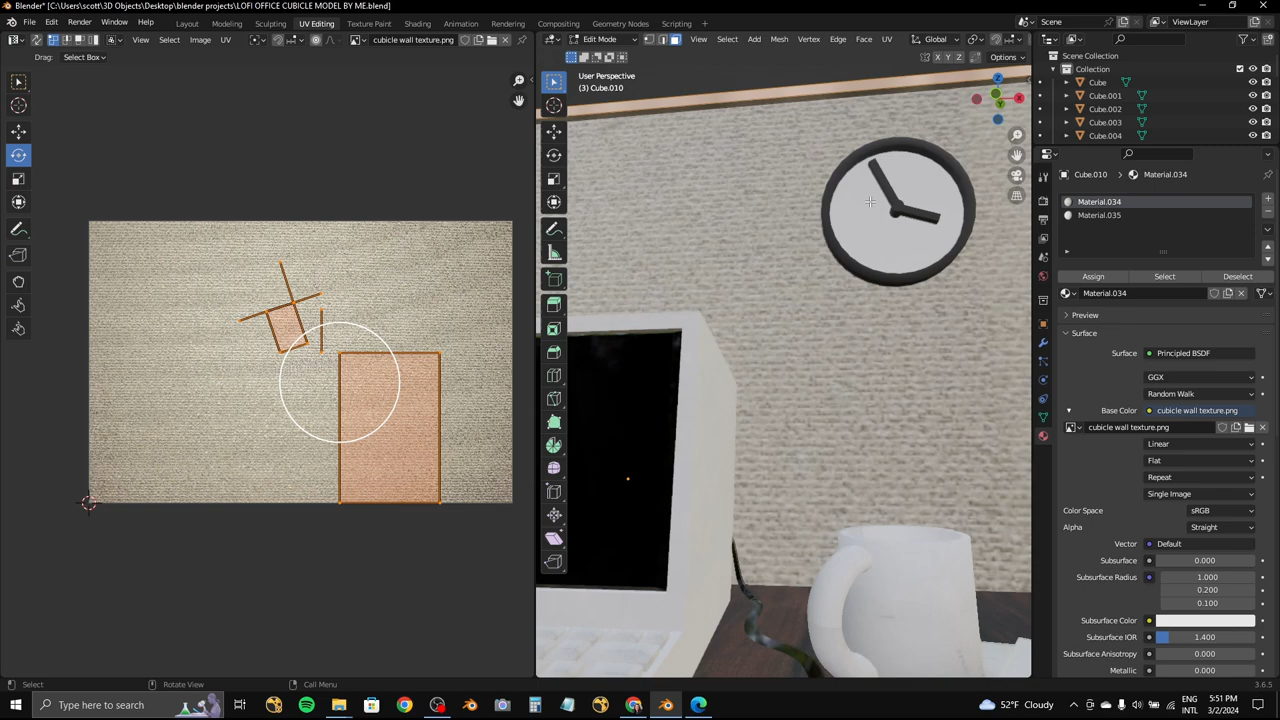 Blender* [C:\Users\scott\3D Objects\Desktop\blender projects\LOFI OFFICE CUBICLE MODEL BY ME.blend]
File Edit Render Window Help Layout Modeling Sculpting UV Editing Texture Paint Shading Animation Rendering Compositing Geometry Nodes Scripting Scene ViewLayer
View Select Image UV cubicle wall texture.png Edit Mode View Select Add Mesh Vertex Edge Face UV Global
Drag: Select Box X Y Z Options
User Perspective
(3) Cube.010
Scene Collection
Collection
Cube
Cube.001
Cube.002
Cube.003
Cube.004
Cube.010 Material.034
Material.034
Material.035
Assign Select Deselect
Material.034
Preview
Surface
Surface Principled BSDF
GGX
Random Walk
Base Color cubicle wall texture.png
cubicle wall texture.png
Linear
Flat
Repeat
Single Image
Color Space sRGB
Alpha Straight
Vector Default
Subsurface 0.000
Subsurface Radius 1.000
0.200
0.100
Subsurface Color
Subsurface IOR 1.400
Subsurface Anisotropy 0.000
Metallic 0.000
Select Rotate View Call Menu 3.6.5
Type here to search 52°F Cloudy ENG INTL 5:51 PM 3/2/2024